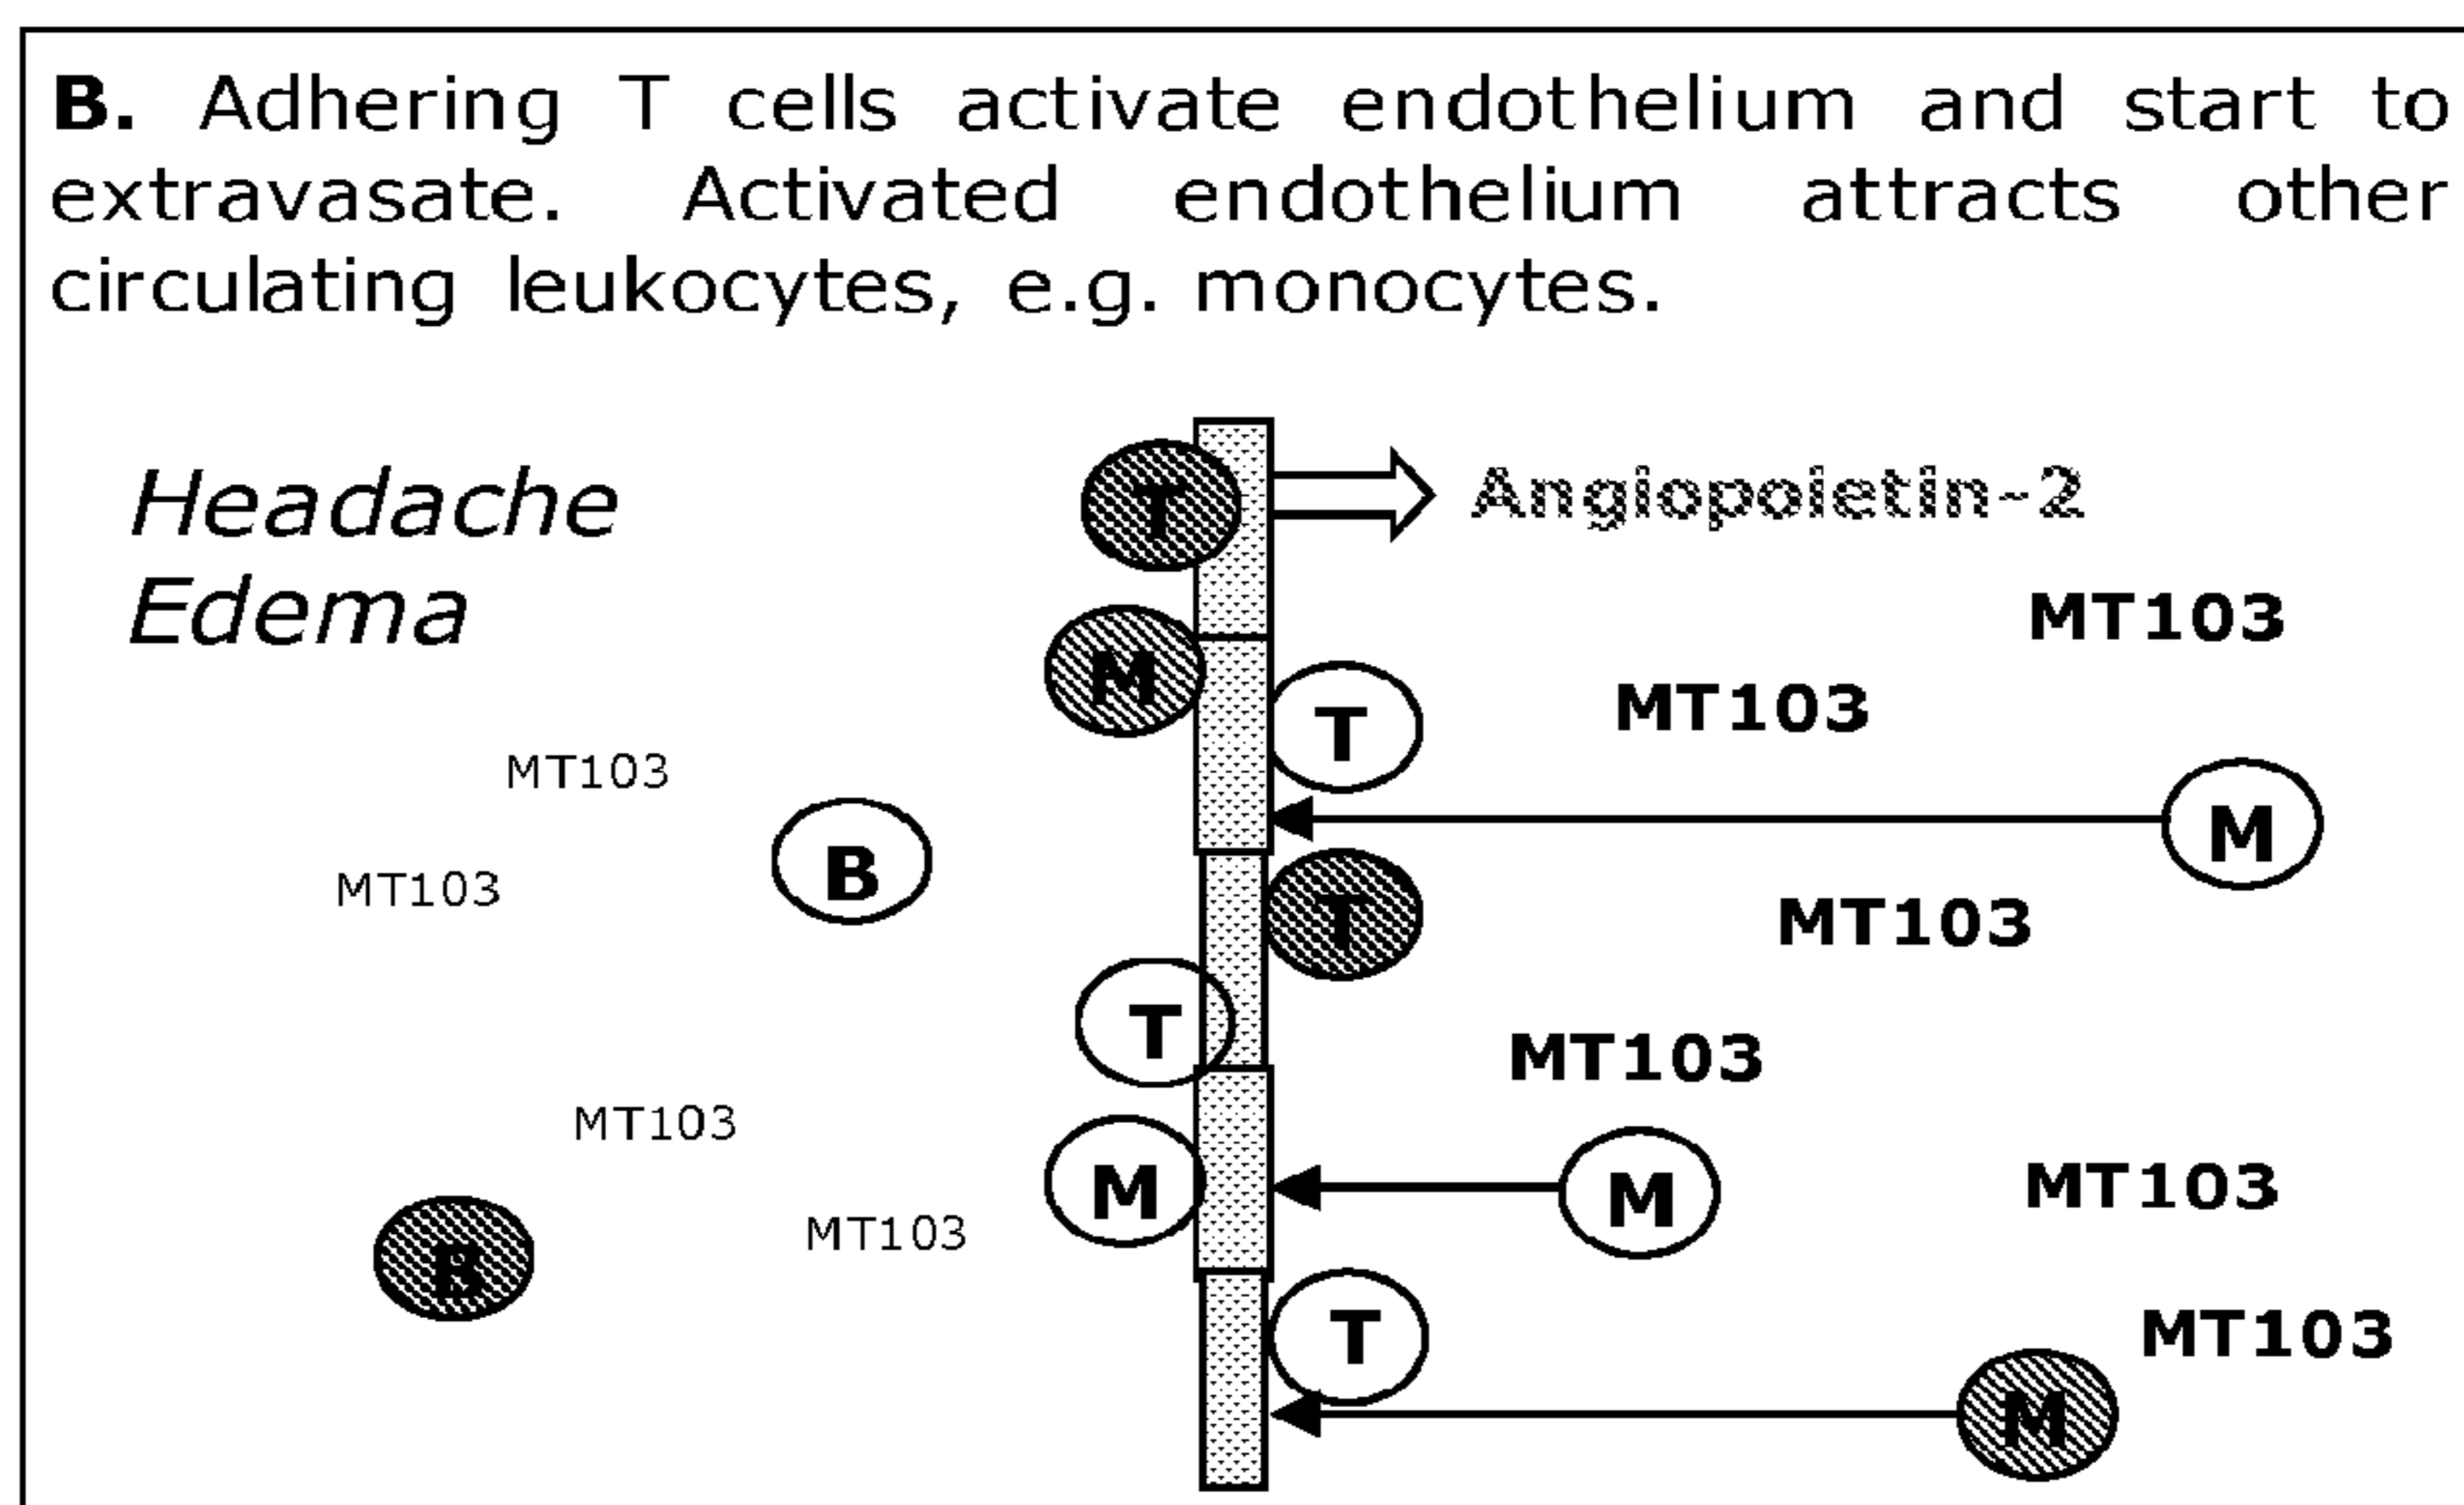 B. Adhering T cells activate endothelium and start to
extravasate. Activated endothelium attracts other
circulating leukocytes, e.g. monocytes.
Headache
Edema
T
Angiopoietin-2
MT103
M
T
MT103
MT103
M
B
MT103
T
MT103
T
MT103
MT103
M
M
MT103
MT103
B
T
MT103
M